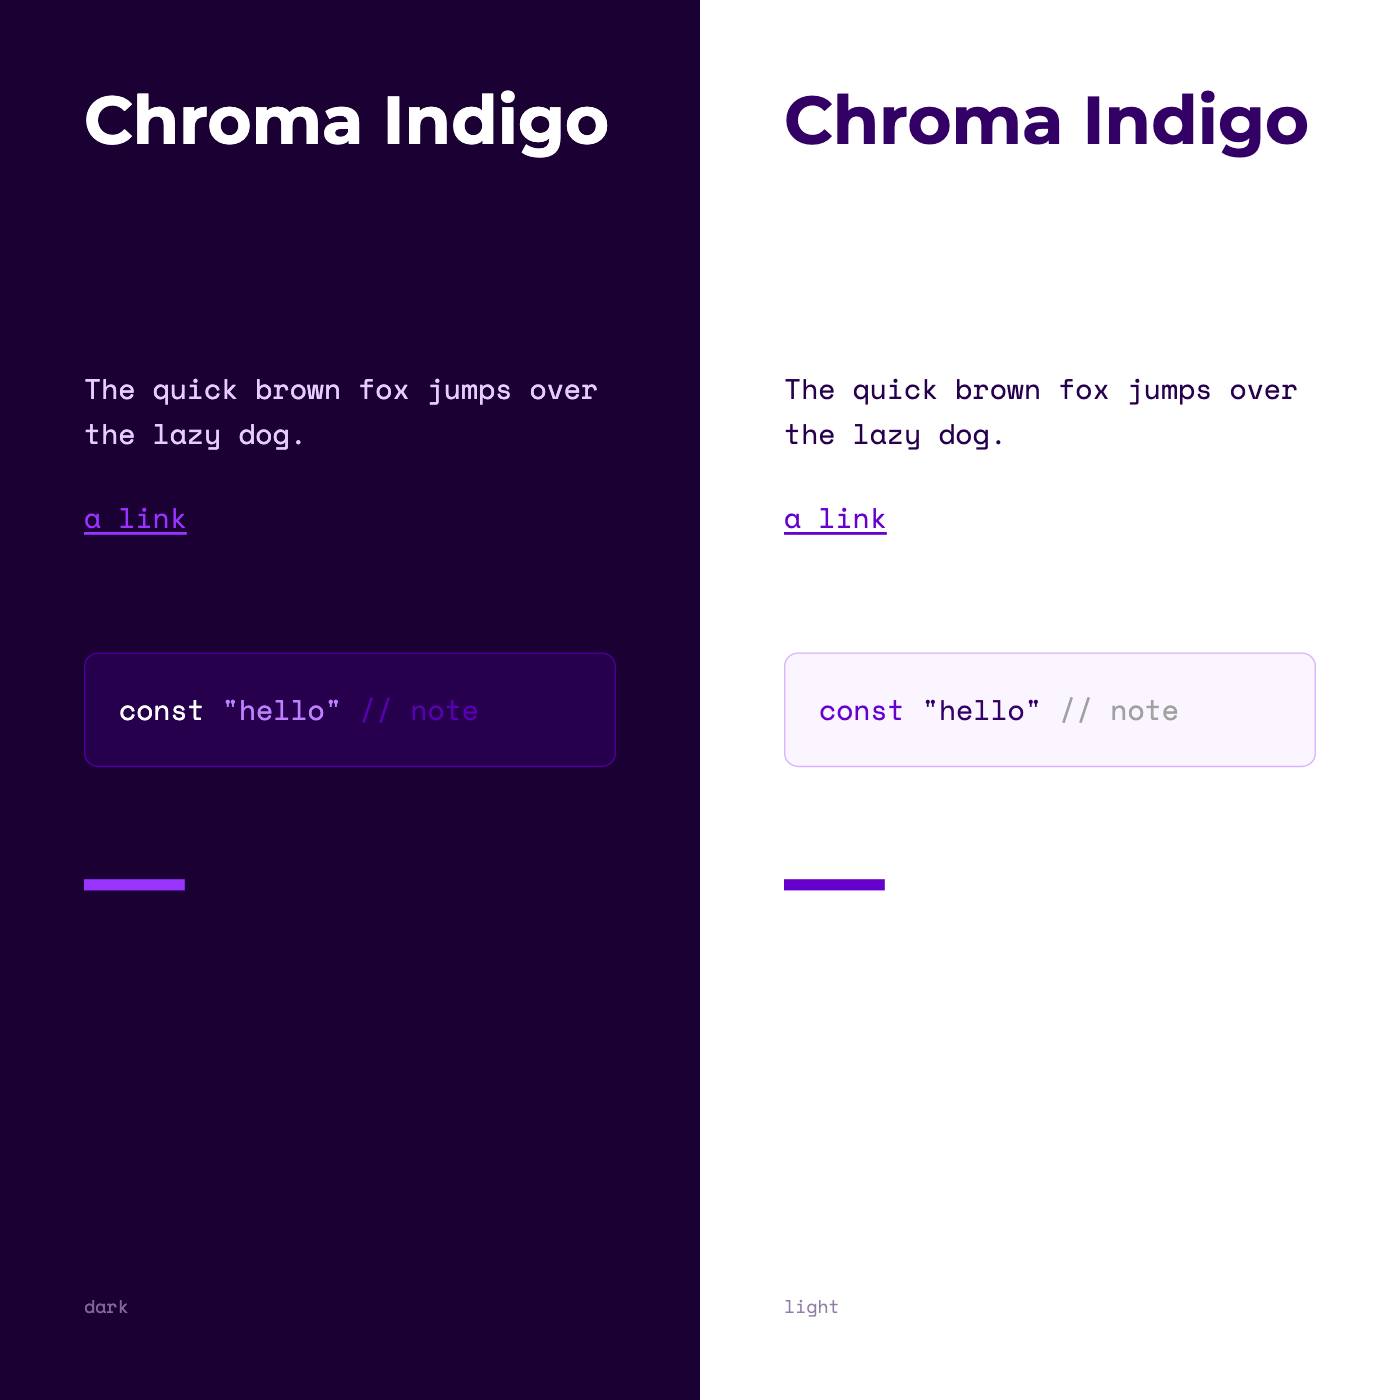 Chroma Indigo
The quick brown fox jumps over
the lazy dog.
a link
const "hello" // note
dark
Chroma Indigo
The quick brown fox jumps over
the lazy dog.
a link
const "hello" // note
light